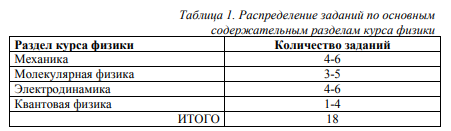 Таблица 1. Распределение заданий по основным
содержательным разделам курса физики
Раздел курса физики Количество заданий
Механика 4-6
Молекулярная физика 3-5
Электродинамика 4-6
Квантовая физика 1-4
ИТОГО 18